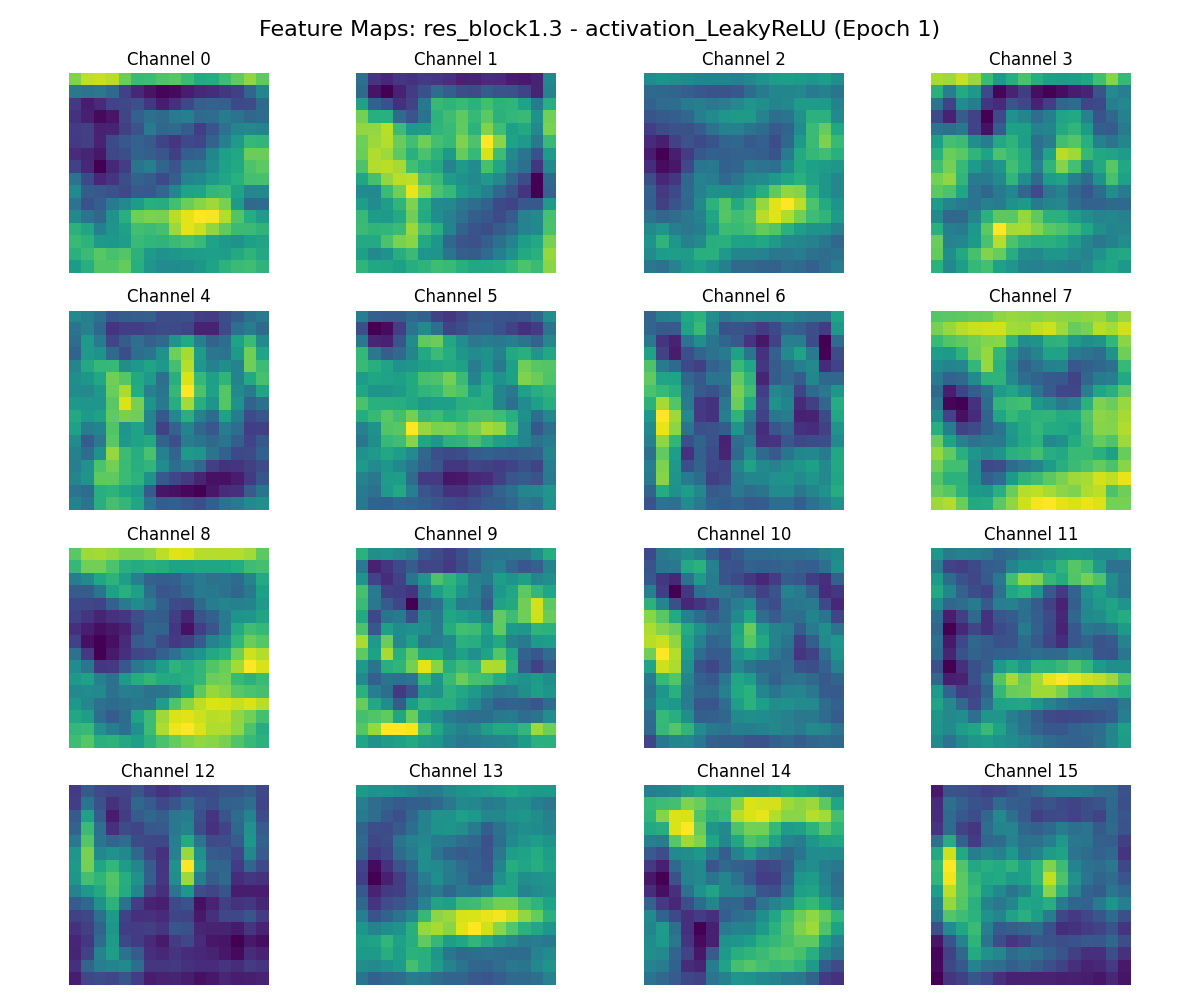 Feature Maps: res_block1.3 - activation_LeakyReLU (Epoch 1)
Channel 0
Channel 1
Channel 2
Channel 3
Channel 4
Channel 5
Channel 6
Channel 7
Channel 8
Channel 9
Channel 10
Channel 11
Channel 12
Channel 13
Channel 14
Channel 15